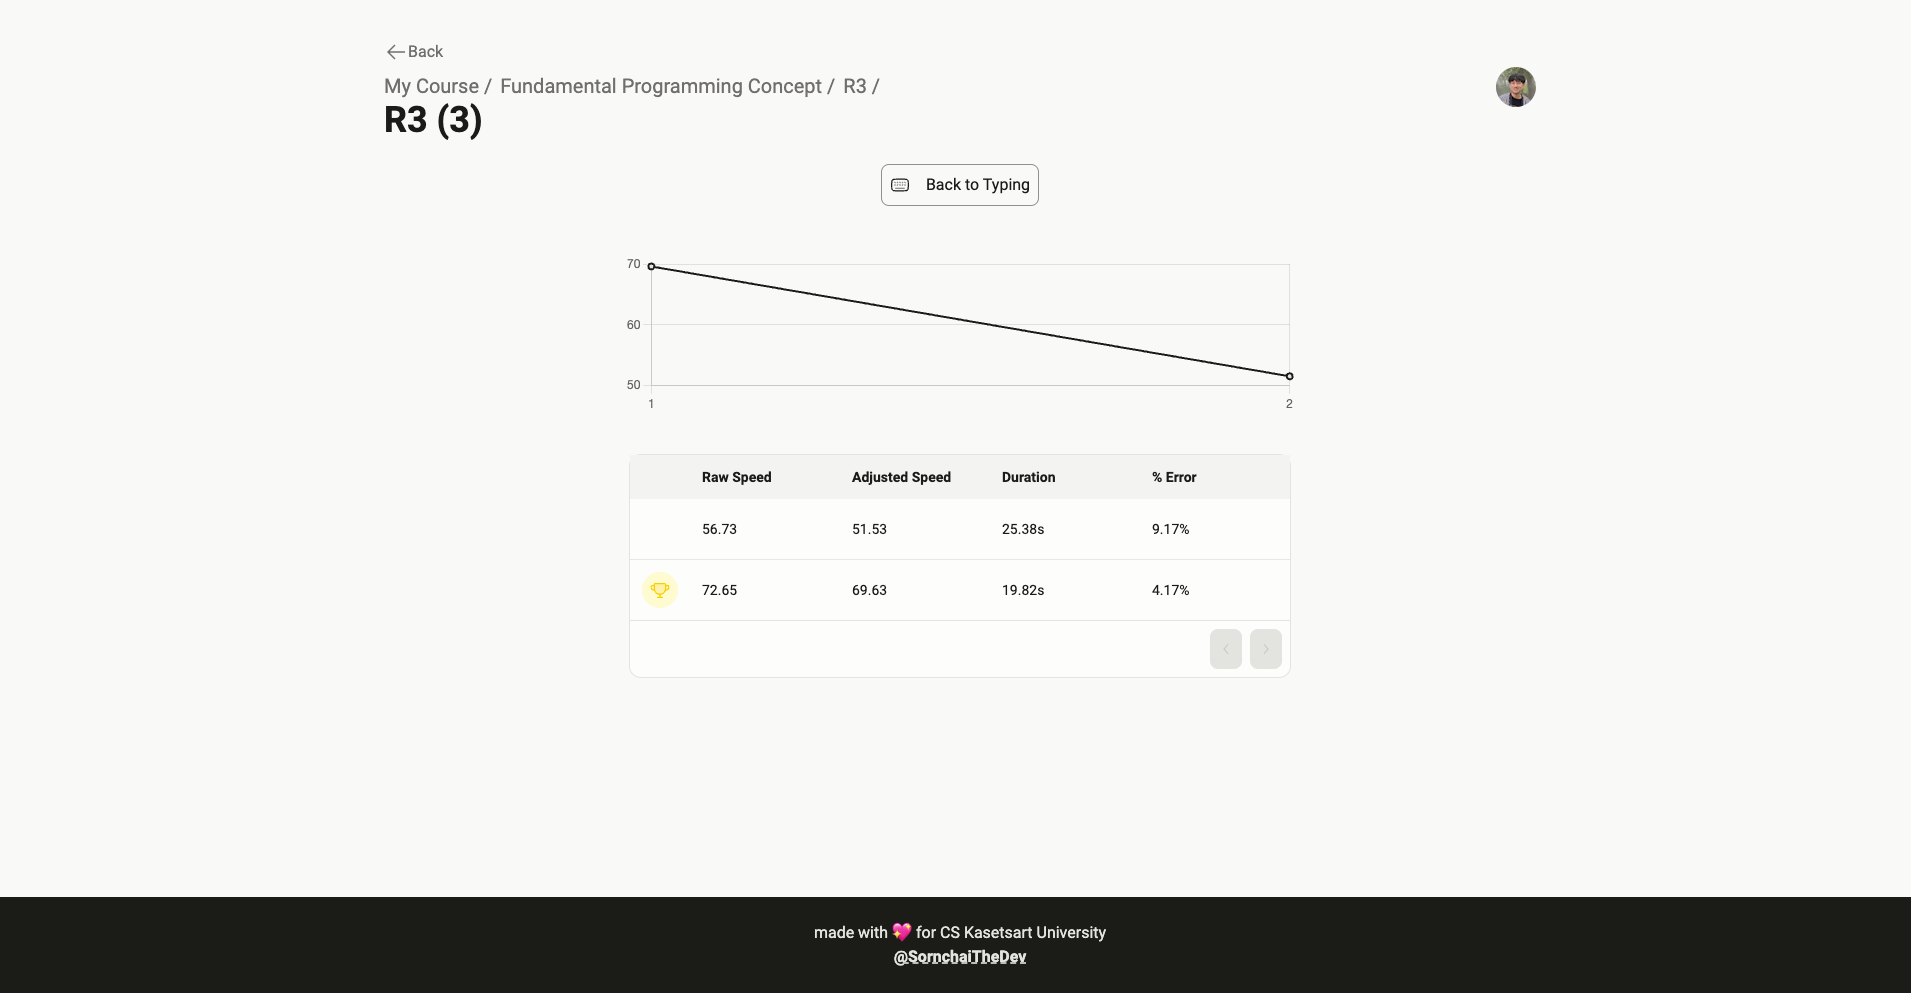 Back
My Course / Fundamental Programming Concept / R3 /
R3 (3)
Back to Typing
70
60
50
1 2
Raw Speed Adjusted Speed Duration % Error
56.73 51.53 25.38s 9.17%
72.65 69.63 19.82s 4.17%
made with 💖 for CS Kasetsart University
@SornchaiTheDev